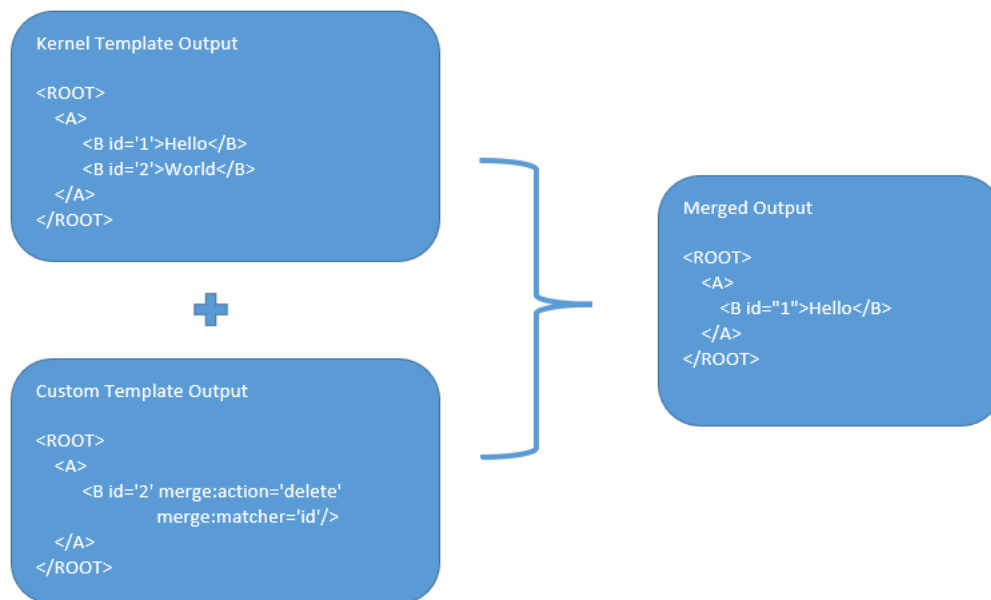 Kernel Template Output
<ROOT>
<A>
<B id='1'>Hello</B>
<B id='2'>World</B>
</A>
</ROOT>
Custom Template Output
<ROOT>
<A>
<B id='2' merge:action='delete'
merge:matcher='id'/>
</A>
</ROOT>
Merged Output
<ROOT>
<A>
<B id="1">Hello</B>
</A>
</ROOT>